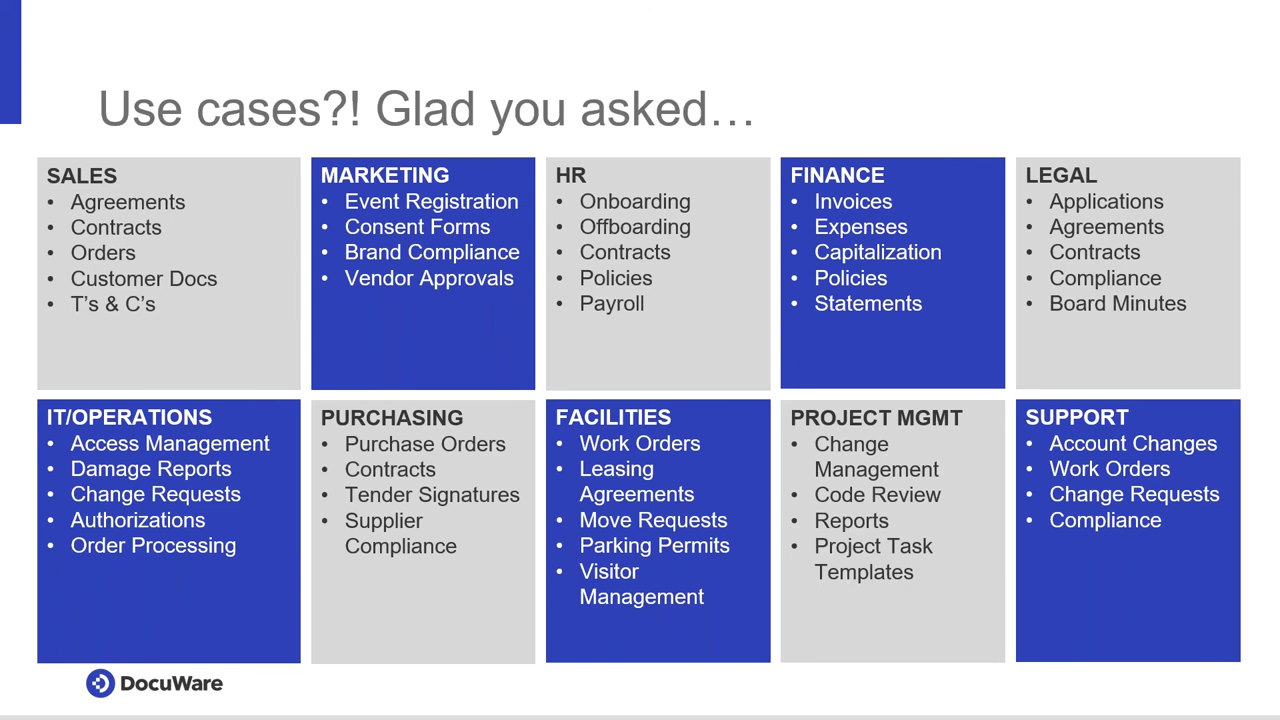 Use cases?! Glad you asked…
SALES
• Agreements
• Contracts
• Orders
• Customer Docs
• T’s & C’s
MARKETING
• Event Registration
• Consent Forms
• Brand Compliance
• Vendor Approvals
HR
• Onboarding
• Offboarding
• Contracts
• Policies
• Payroll
FINANCE
• Invoices
• Expenses
• Capitalization
• Policies
• Statements
LEGAL
• Applications
• Agreements
• Contracts
• Compliance
• Board Minutes
IT/OPERATIONS
• Access Management
• Damage Reports
• Change Requests
• Authorizations
• Order Processing
PURCHASING
• Purchase Orders
• Contracts
• Tender Signatures
• Supplier
Compliance
FACILITIES
• Work Orders
• Leasing
Agreements
• Move Requests
• Parking Permits
• Visitor
Management
PROJECT MGMT
• Change
Management
• Code Review
• Reports
• Project Task
Templates
SUPPORT
• Account Changes
• Work Orders
• Change Requests
• Compliance
DocuWare